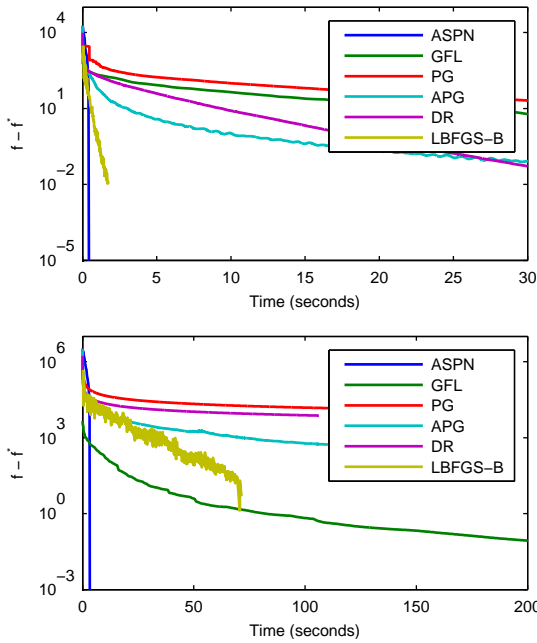 10^4
10^1
10^−2
10^−5
f − f*
ASPN
GFL
PG
APG
DR
LBFGS−B
0 5 10 15 20 25 30
Time (seconds)
10^6
10^3
10^0
10^−3
f − f*
ASPN
GFL
PG
APG
DR
LBFGS−B
0 50 100 150 200
Time (seconds)